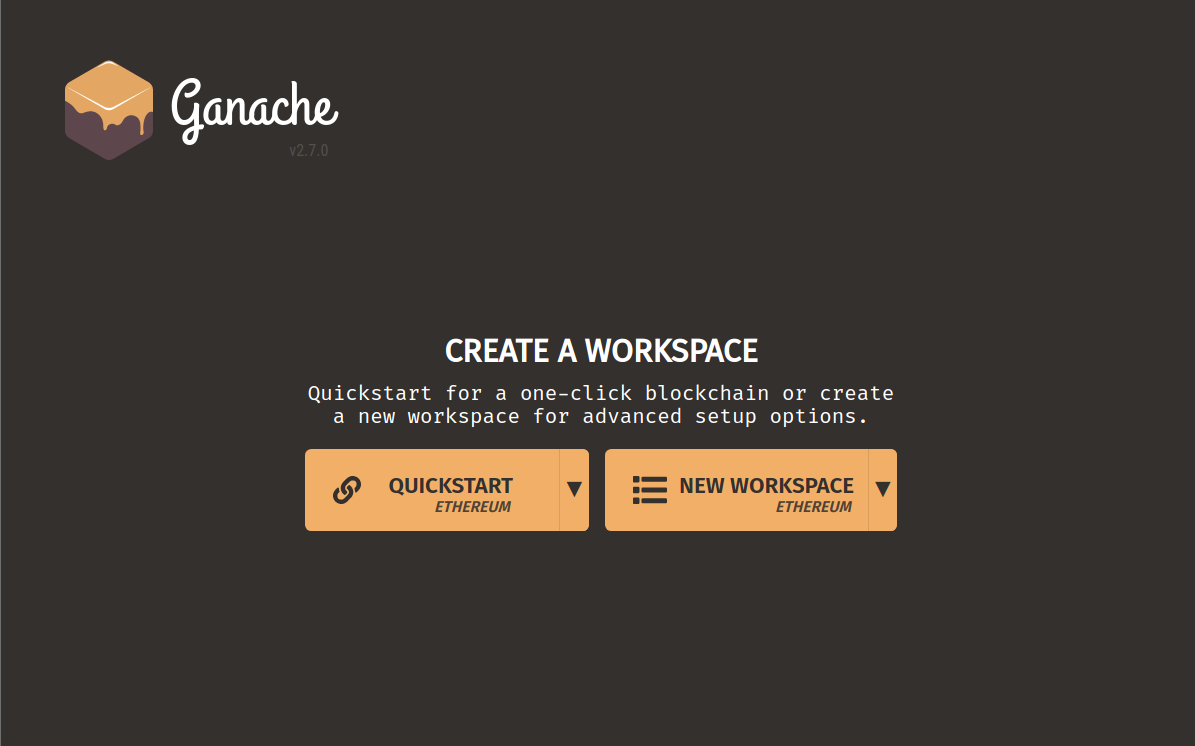 Ganache
v2.7.0
CREATE A WORKSPACE
Quickstart for a one-click blockchain or create
a new workspace for advanced setup options.
QUICKSTART
ETHEREUM
NEW WORKSPACE
ETHEREUM